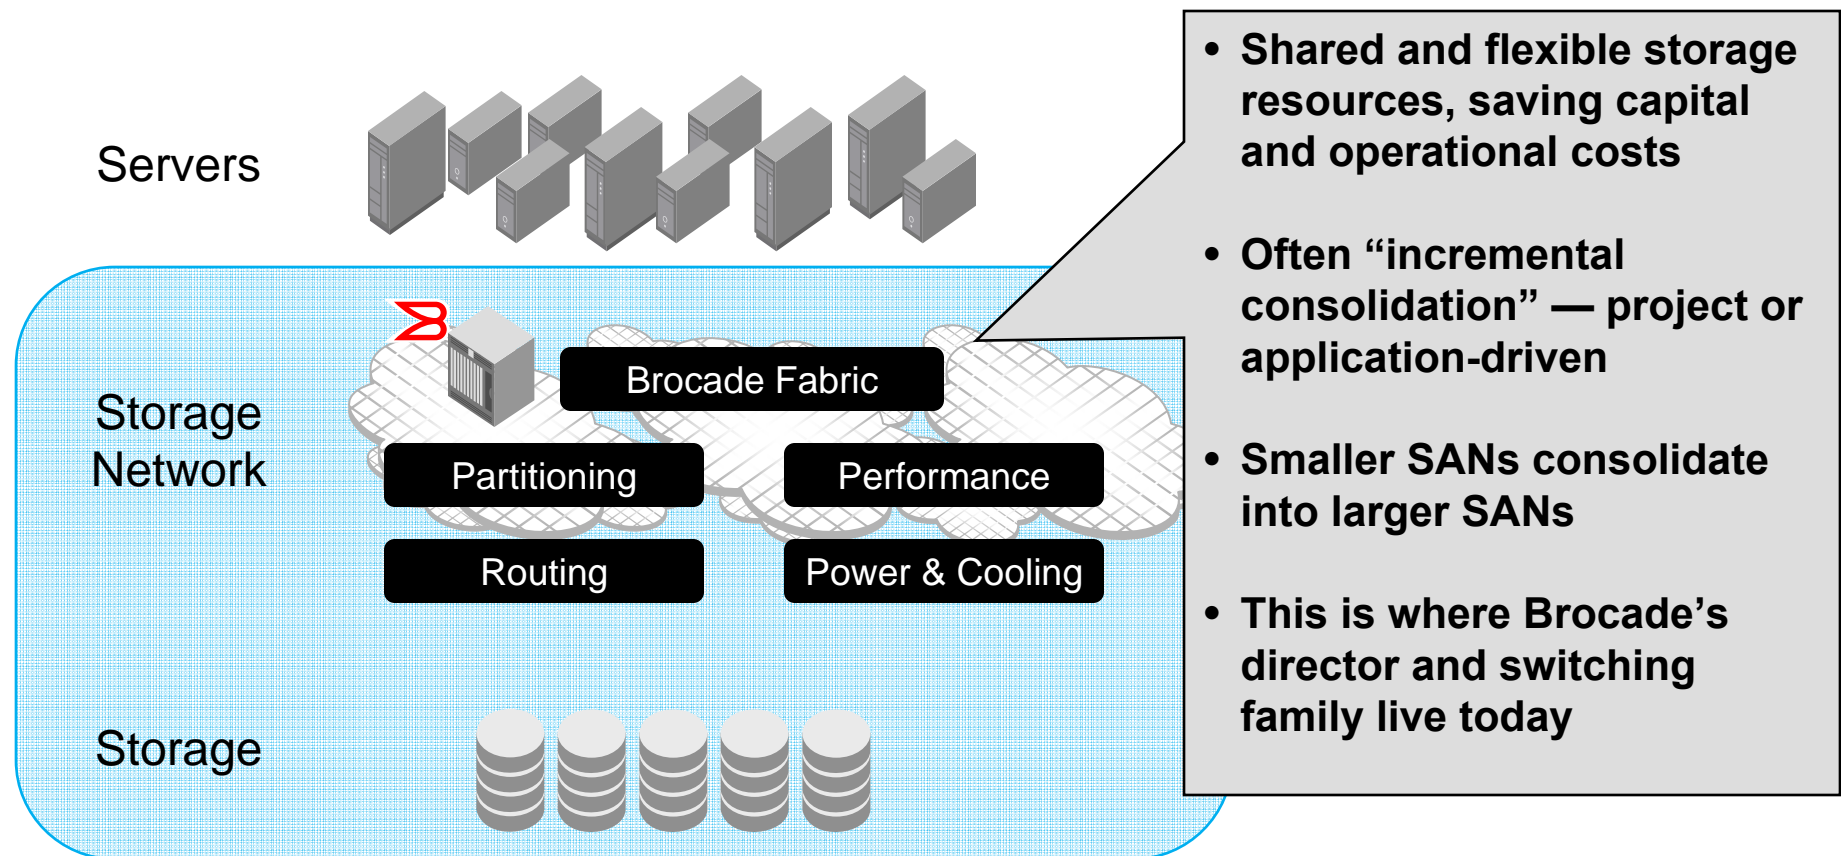 Servers
Storage
Network
Storage
Brocade Fabric
Partitioning
Performance
Routing
Power & Cooling
• Shared and flexible storage
resources, saving capital
and operational costs
• Often “incremental
consolidation” — project or
application-driven
• Smaller SANs consolidate
into larger SANs
• This is where Brocade’s
director and switching
family live today